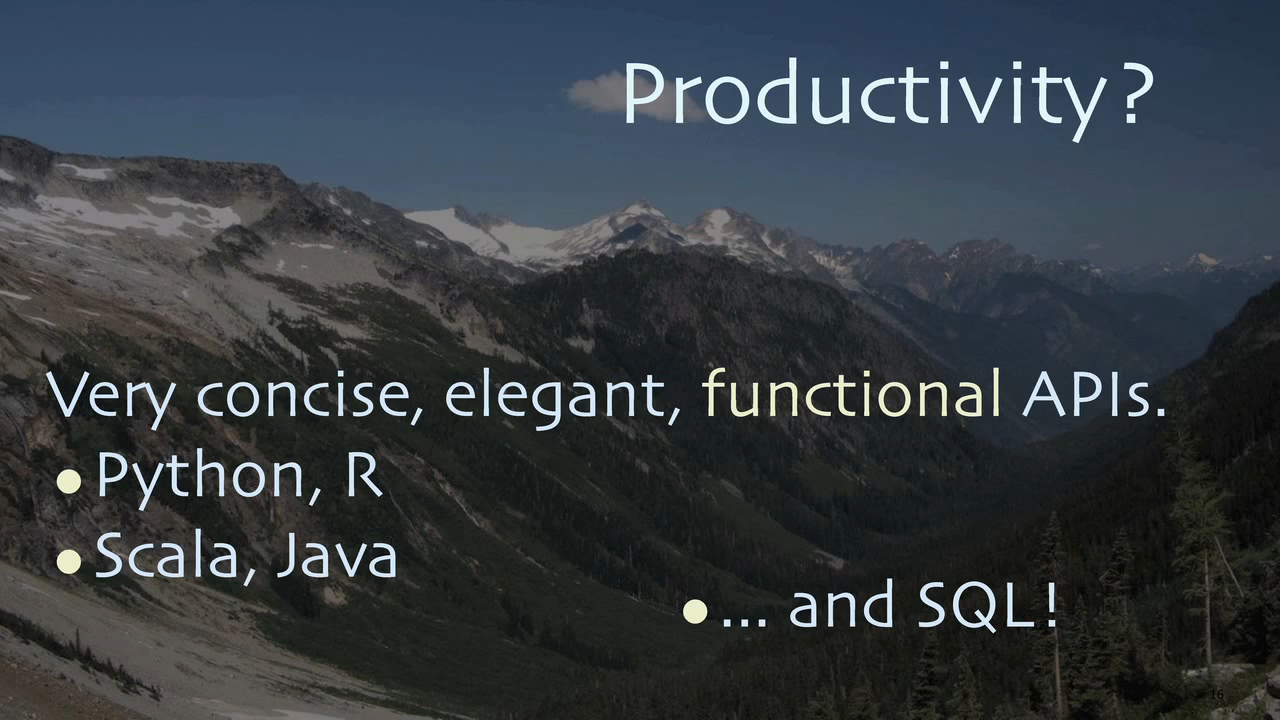 Productivity?
Very concise, elegant, functional APIs.
• Python, R
• Scala, Java
• ... and SQL!
16